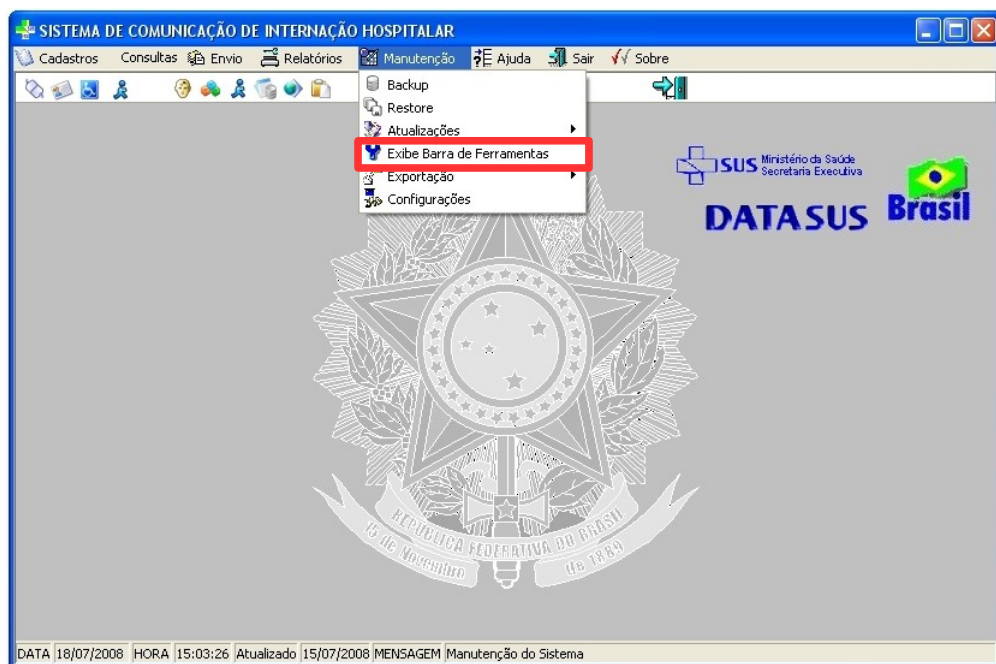 SISTEMA DE COMUNICAÇÃO DE INTERNAÇÃO HOSPITALAR
Cadastros Consultas Envio Relatórios Manutenção Ajuda Sair Sobre
Backup
Restore
Atualizações
Exibe Barra de Ferramentas
Exportação
Configurações
SUS Ministério da Saúde
Secretaria Executiva
DATASUS Brasil
REPÚBLICA FEDERATIVA DO BRASIL
15 de Novembro de 1889
DATA 18/07/2008 HORA 15:03:26 Atualizado 15/07/2008 MENSAGEM Manutenção do Sistema